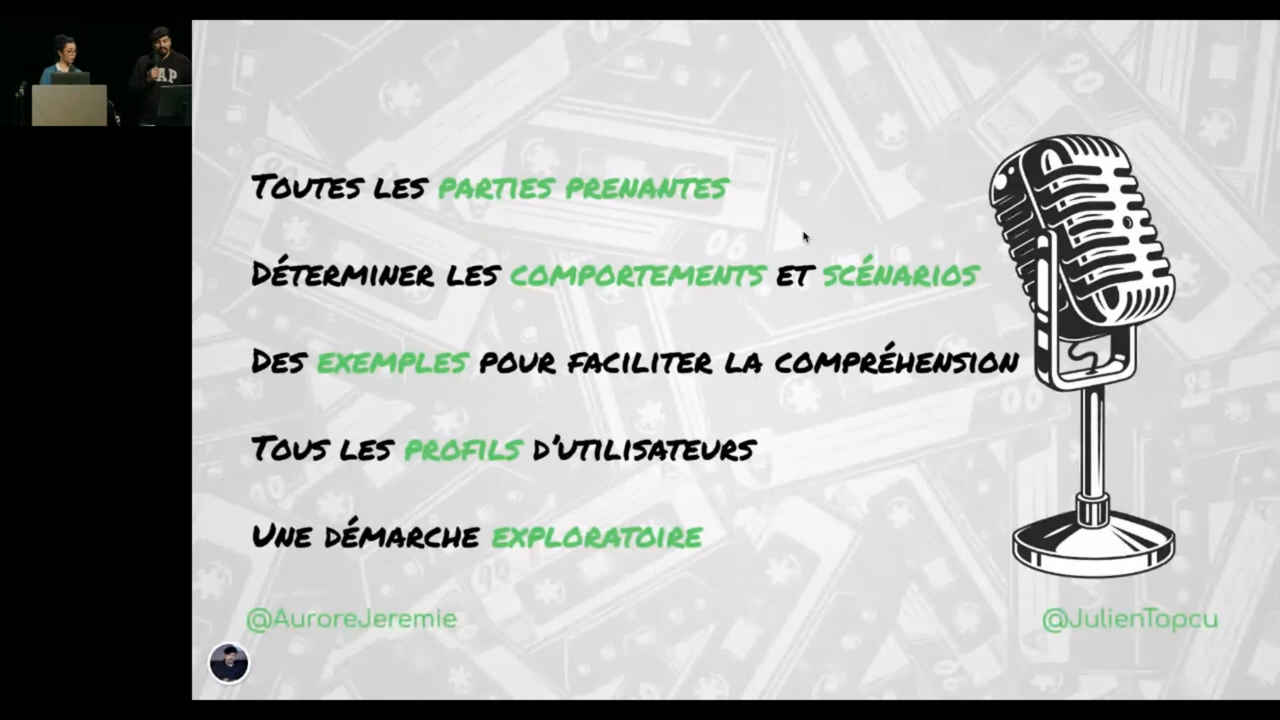 Toutes les parties prenantes
Déterminer les comportements et scénarios
Des exemples pour faciliter la compréhension
Tous les profils d'utilisateurs
Une démarche exploratoire
@AuroreJeremie
@JulienTopcu